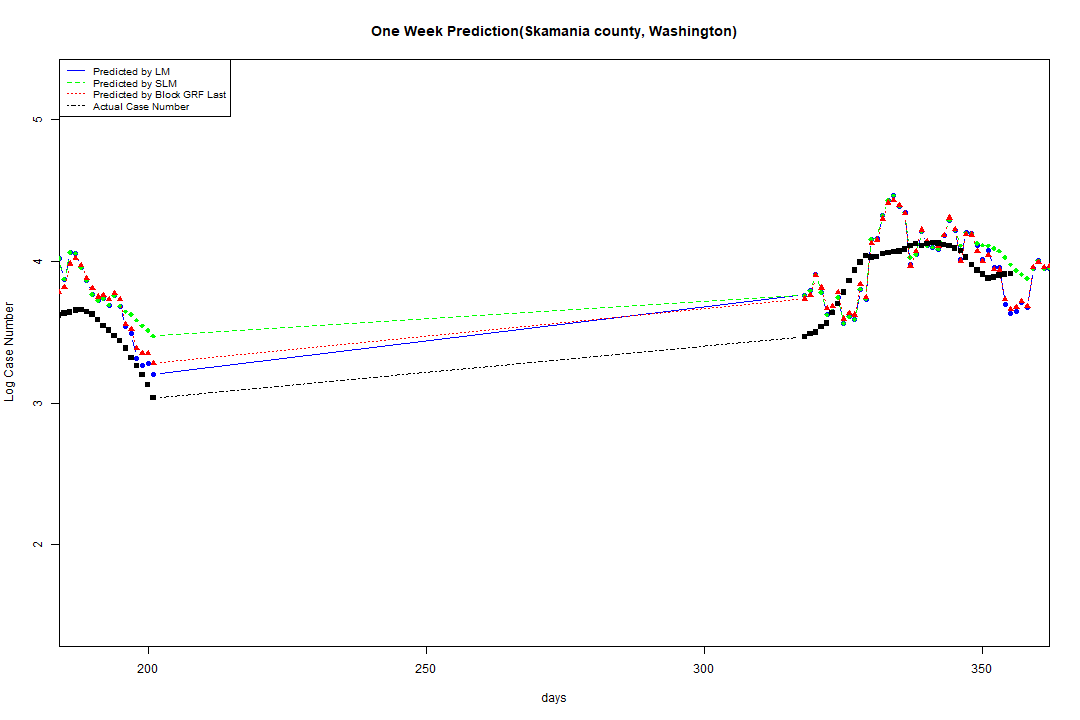 One Week Prediction(Skamania county, Washington)
Predicted by LM
Predicted by SLM
Predicted by Block GRF Last
Actual Case Number
5
4
3
2
Log Case Number
200
250
300
350
days